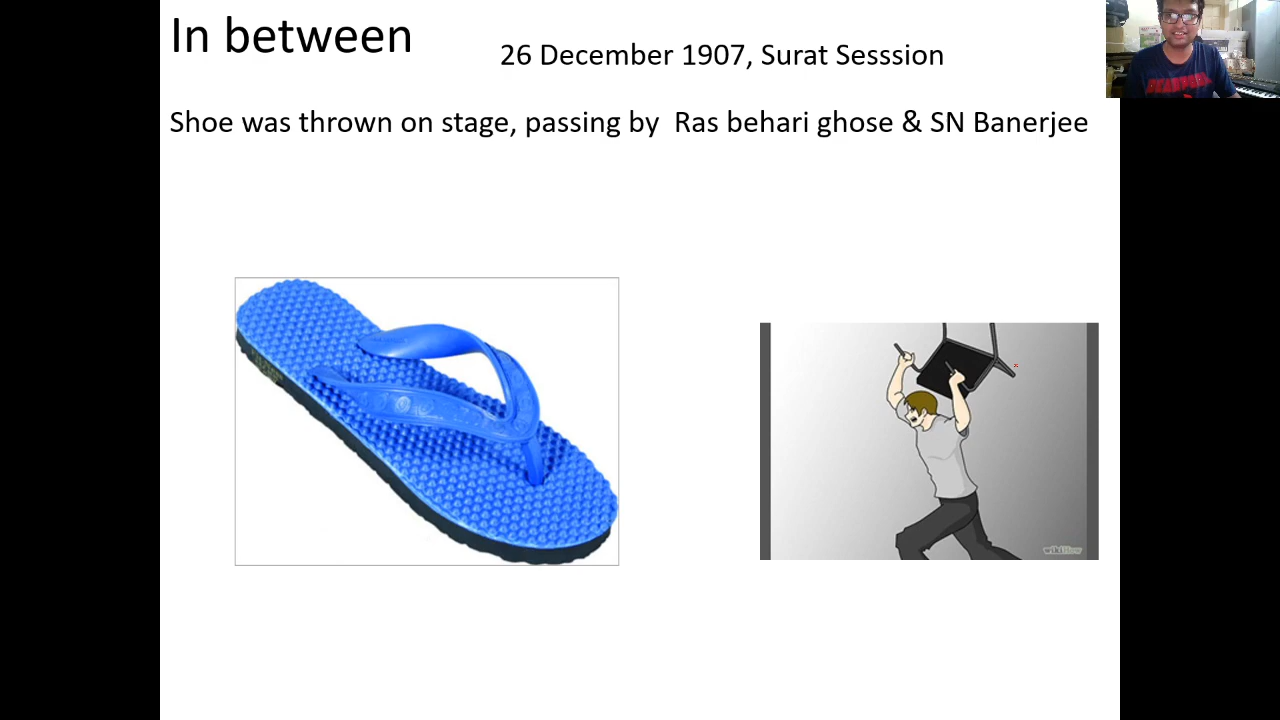 In between
26 December 1907, Surat Sesssion
Shoe was thrown on stage, passing by Ras behari ghose & SN Banerjee
wikiHow